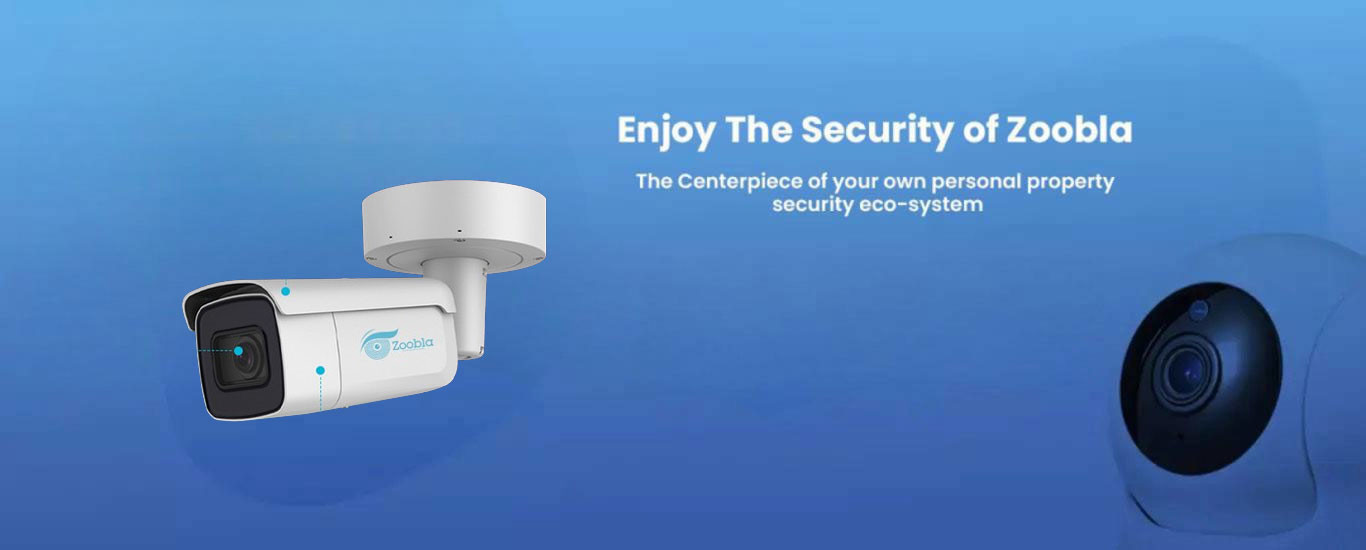 Enjoy The Security of Zoobla
The Centerpiece of your own personal property
security eco-system
Zoobla